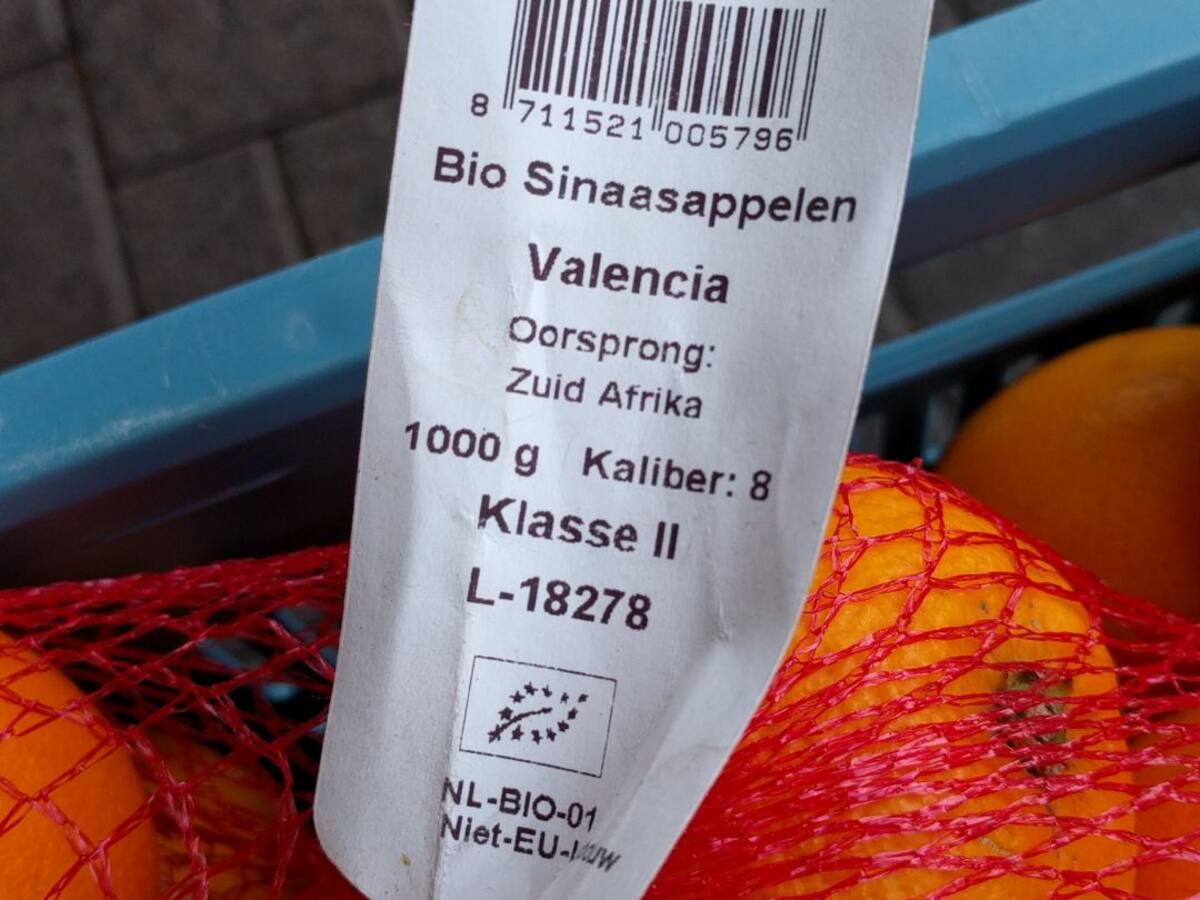 8 711521 005796
Bio Sinaasappelen
Valencia
Oorsprong:
Zuid Afrika
1000 g Kaliber: 8
Klasse II
L-18278
NL-BIO-01